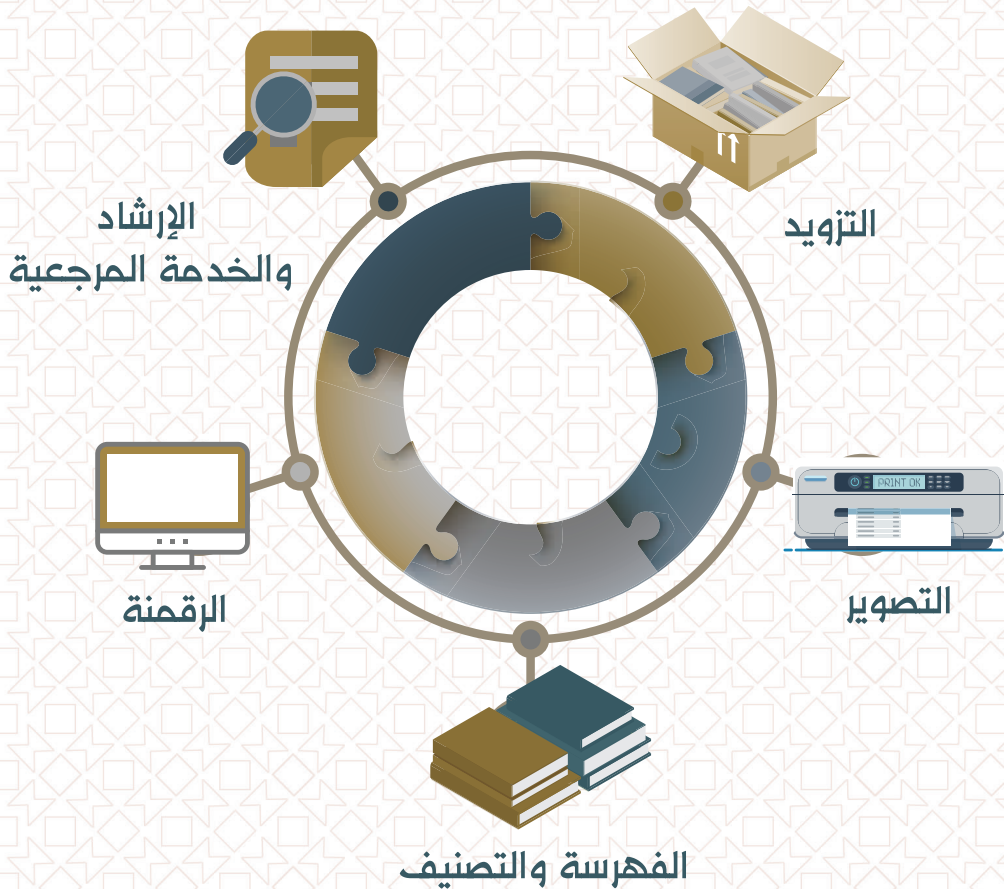 التزويد
الإرشاد
والخدمة المرجعية
PRINT OK
التصوير
الرقمنة
الفهرسة والتصنيف